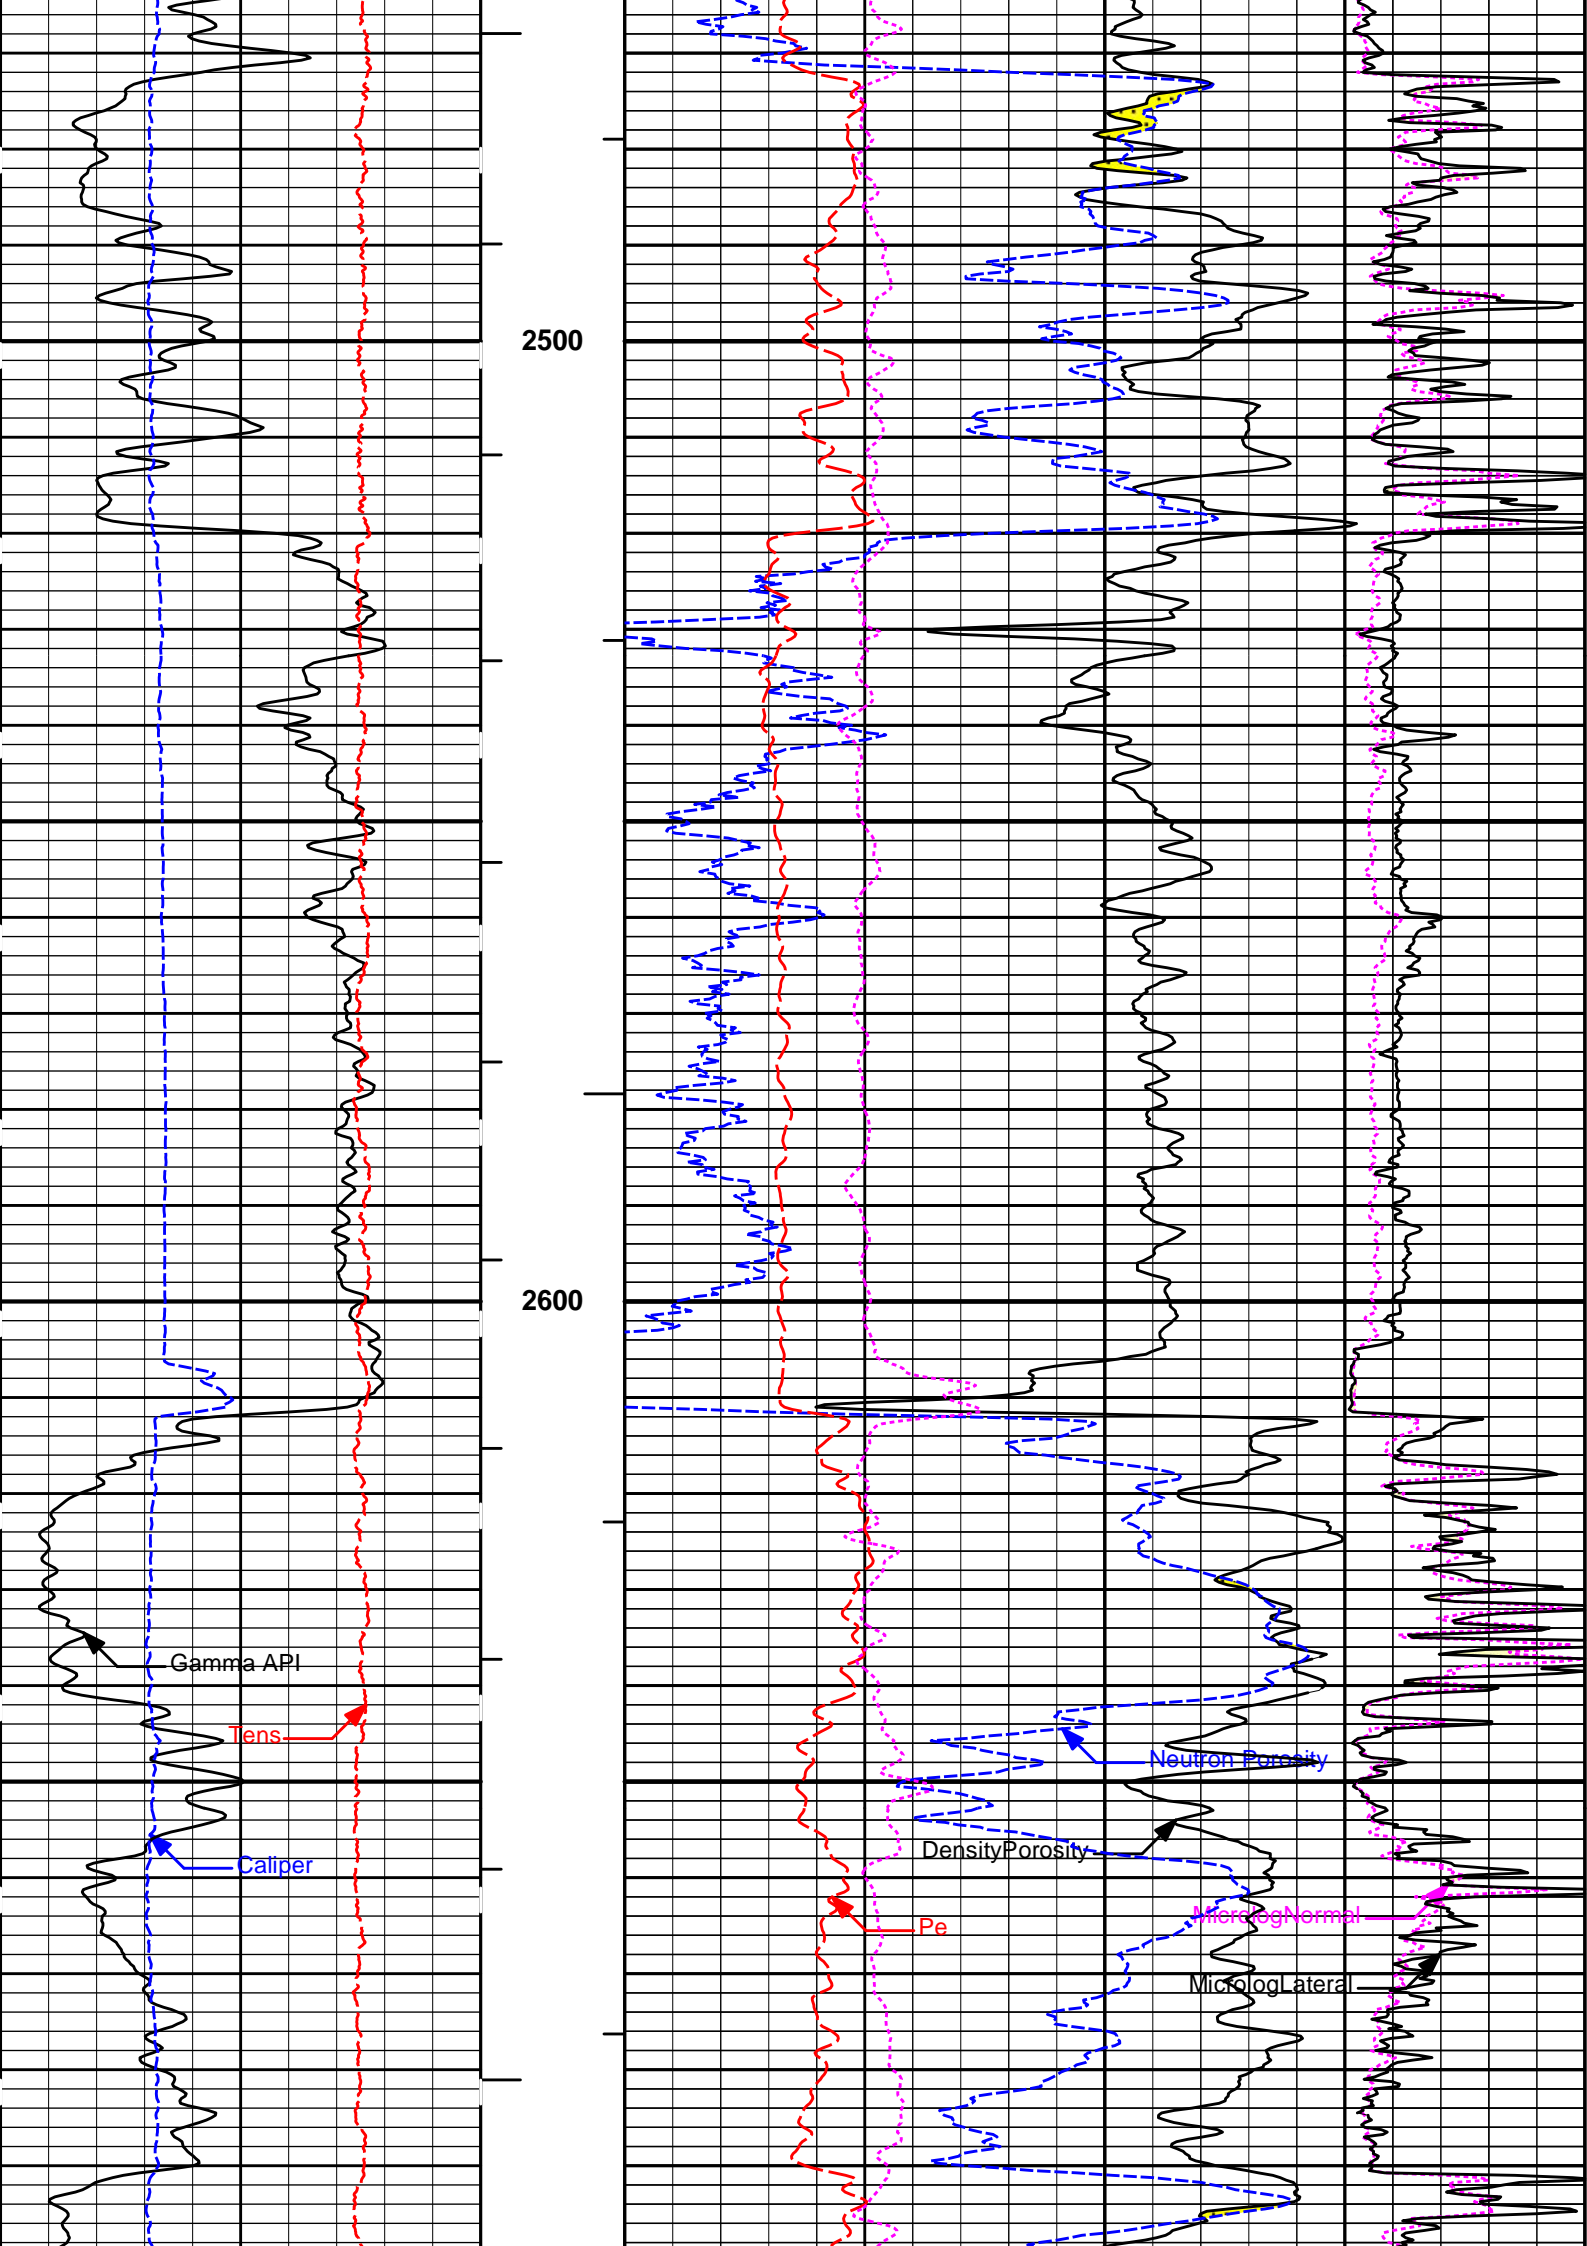 2500
2600
Gamma API
Tens
Neutron Porosity
DensityPorosity
Caliper
MicrologNormal
Pe
MicrologLateral